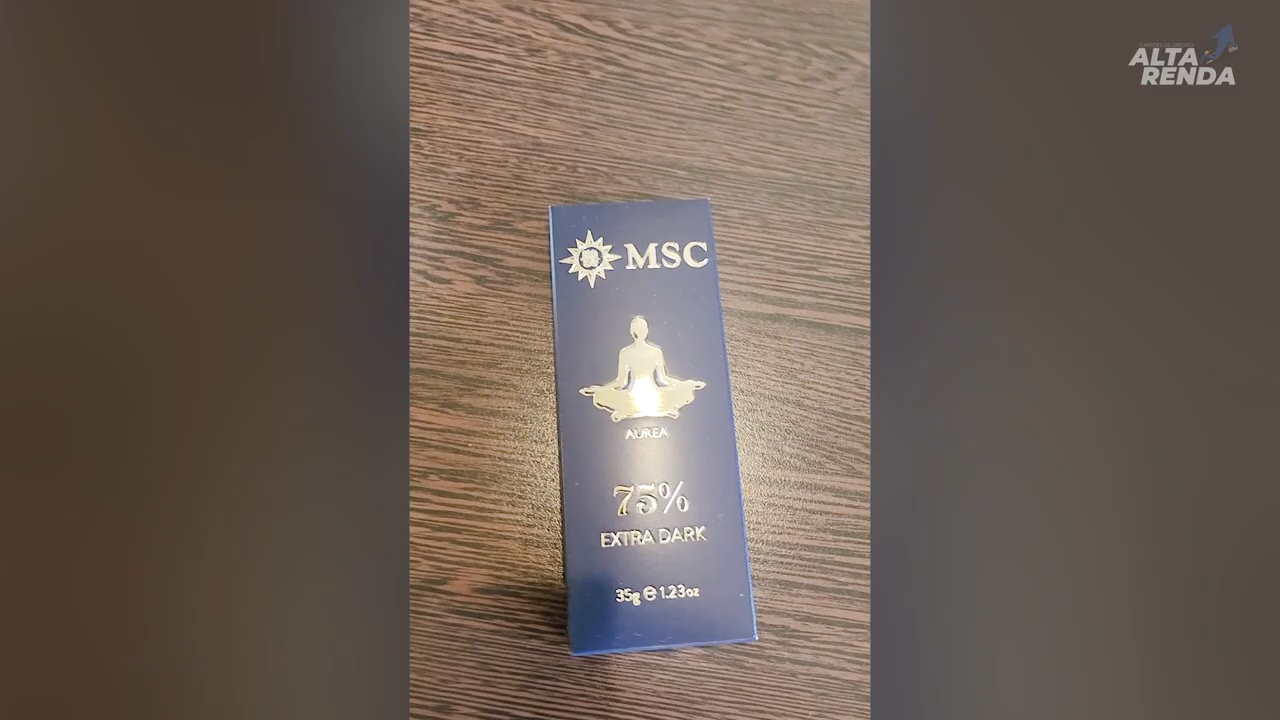 ALTA
RENDA
MSC
AUREA
75%
EXTRA DARK
35g ℮ 1.23oz